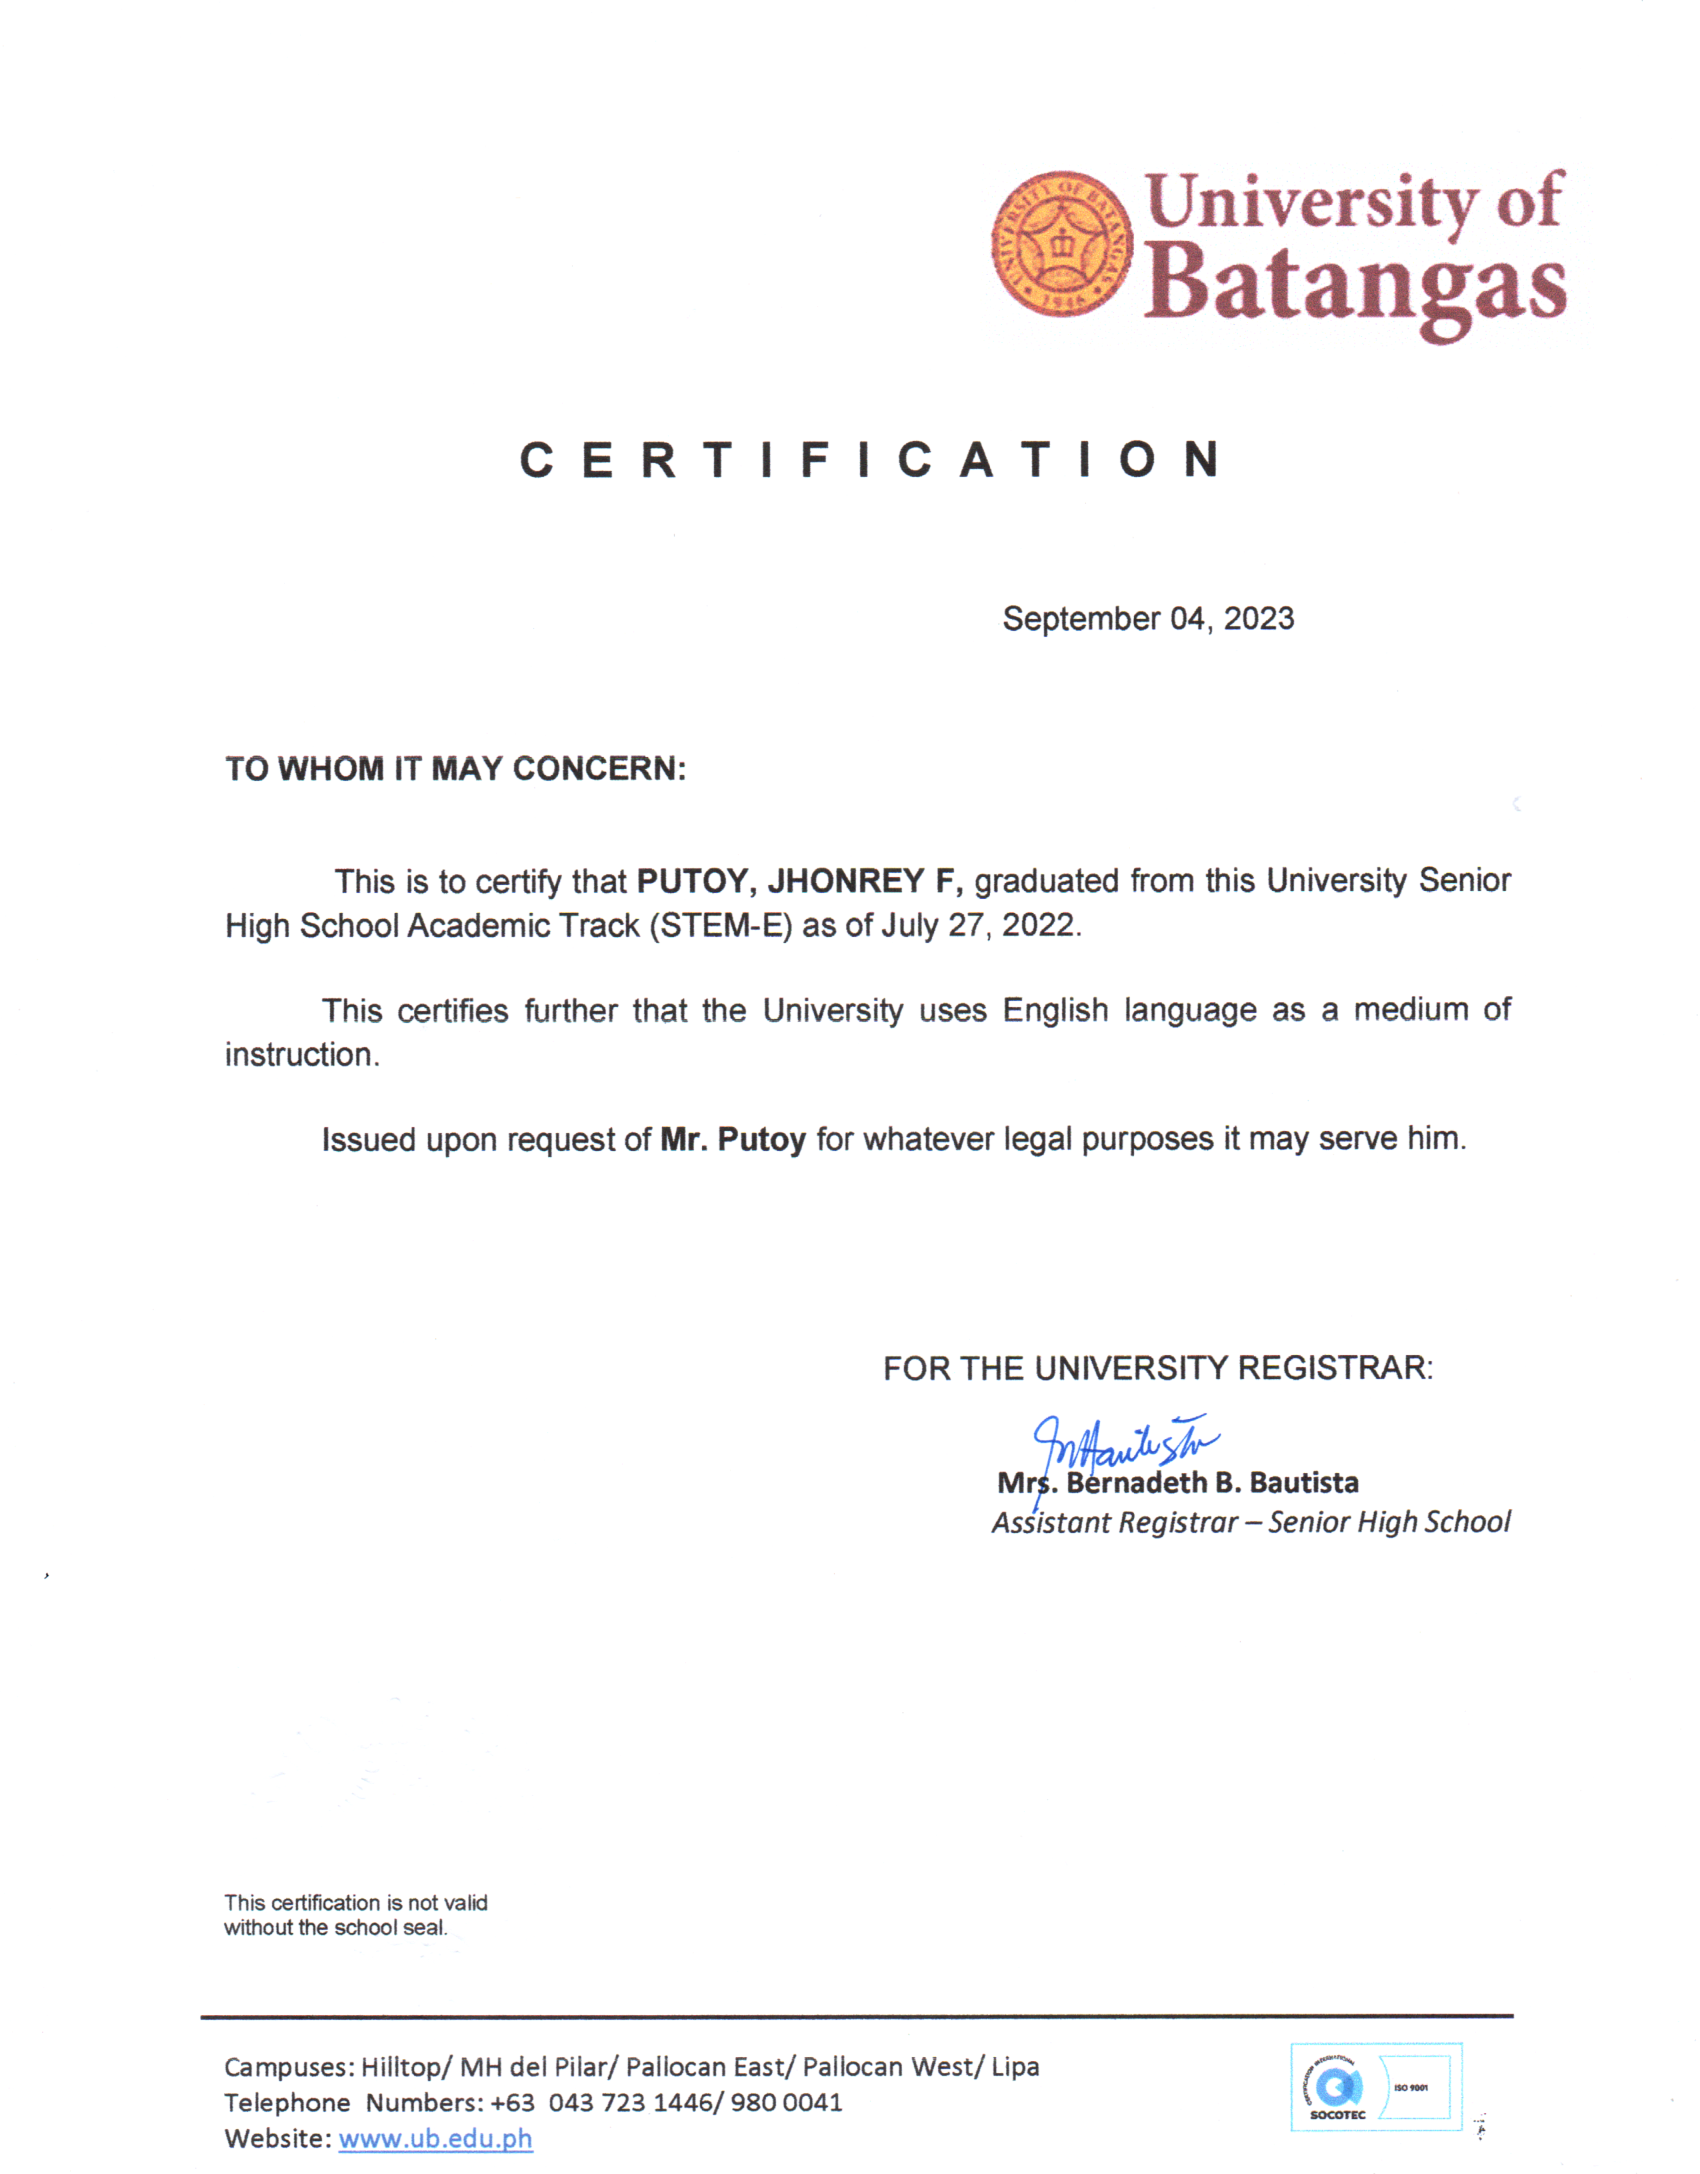 UNIVERSITY OF BATANGAS
1946
University of
Batangas
C E R T I F I C A T I O N
September 04, 2023
TO WHOM IT MAY CONCERN:
This is to certify that PUTOY, JHONREY F, graduated from this University Senior
High School Academic Track (STEM-E) as of July 27, 2022.
This certifies further that the University uses English language as a medium of
instruction.
Issued upon request of Mr. Putoy for whatever legal purposes it may serve him.
FOR THE UNIVERSITY REGISTRAR:
Mrs. Bernadeth B. Bautista
Assistant Registrar – Senior High School
This certification is not valid
without the school seal.
Campuses: Hilltop/ MH del Pilar/ Pallocan East/ Pallocan West/ Lipa
Telephone Numbers: +63 043 723 1446/ 980 0041
Website: www.ub.edu.ph
CERTIFICATION INTERNATIONAL
SOCOTEC
ISO 9001